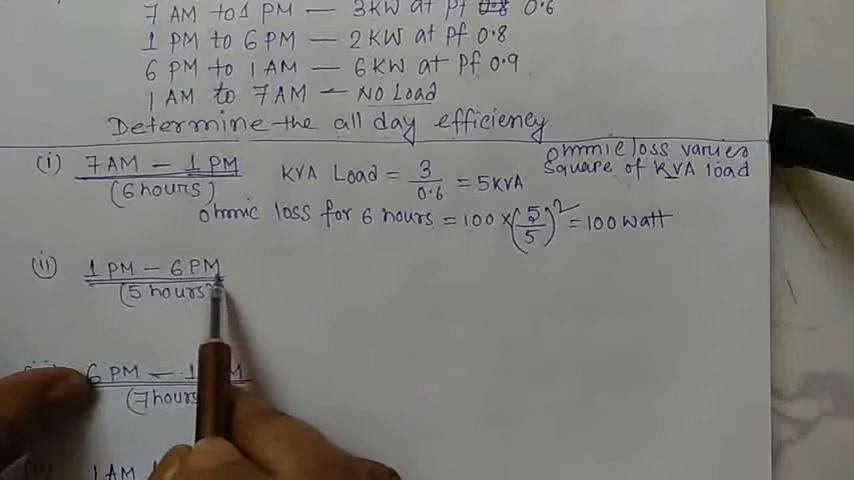 7 AM to 1 PM — 3 KW at Pf 0.6
1 PM to 6 PM — 2 KW at Pf 0.8
6 PM to 1 AM — 6 KW at Pf 0.9
1 AM to 7 AM — No Load
Determine the all day efficiency
(i) 7 AM — 1 PM
(6 hours)
KVA Load = 3/0.6 = 5 KVA
ohmic loss varies
Square of KVA load
ohmic loss for 6 hours = 100 × (5/5)² = 100 watt
(ii) 1 PM — 6 PM
(5 hours)
6 PM — 1 M
(7 hours
1 AM